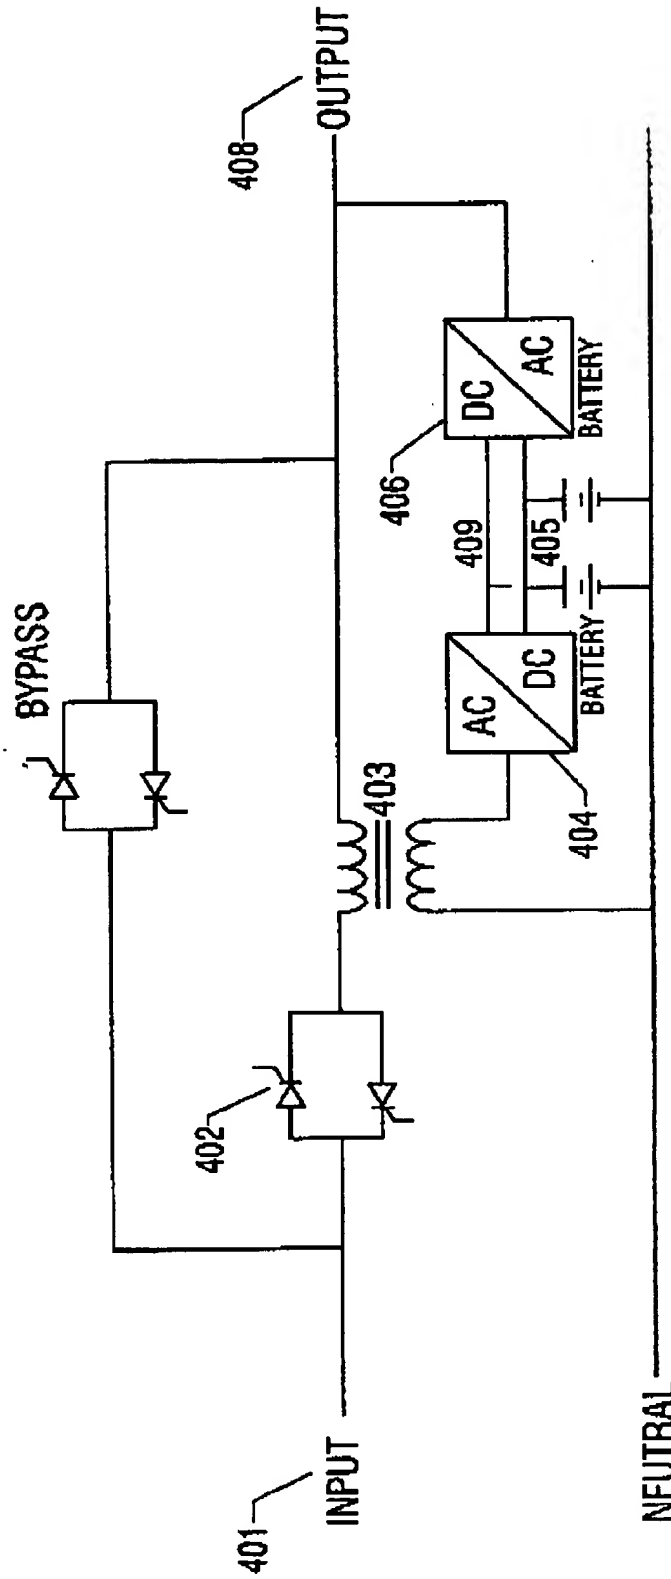 BYPASS
408
OUTPUT
402
403
406
DC
AC
BATTERY
409
405
AC
DC
BATTERY
404
401
INPUT
NEUTRAL